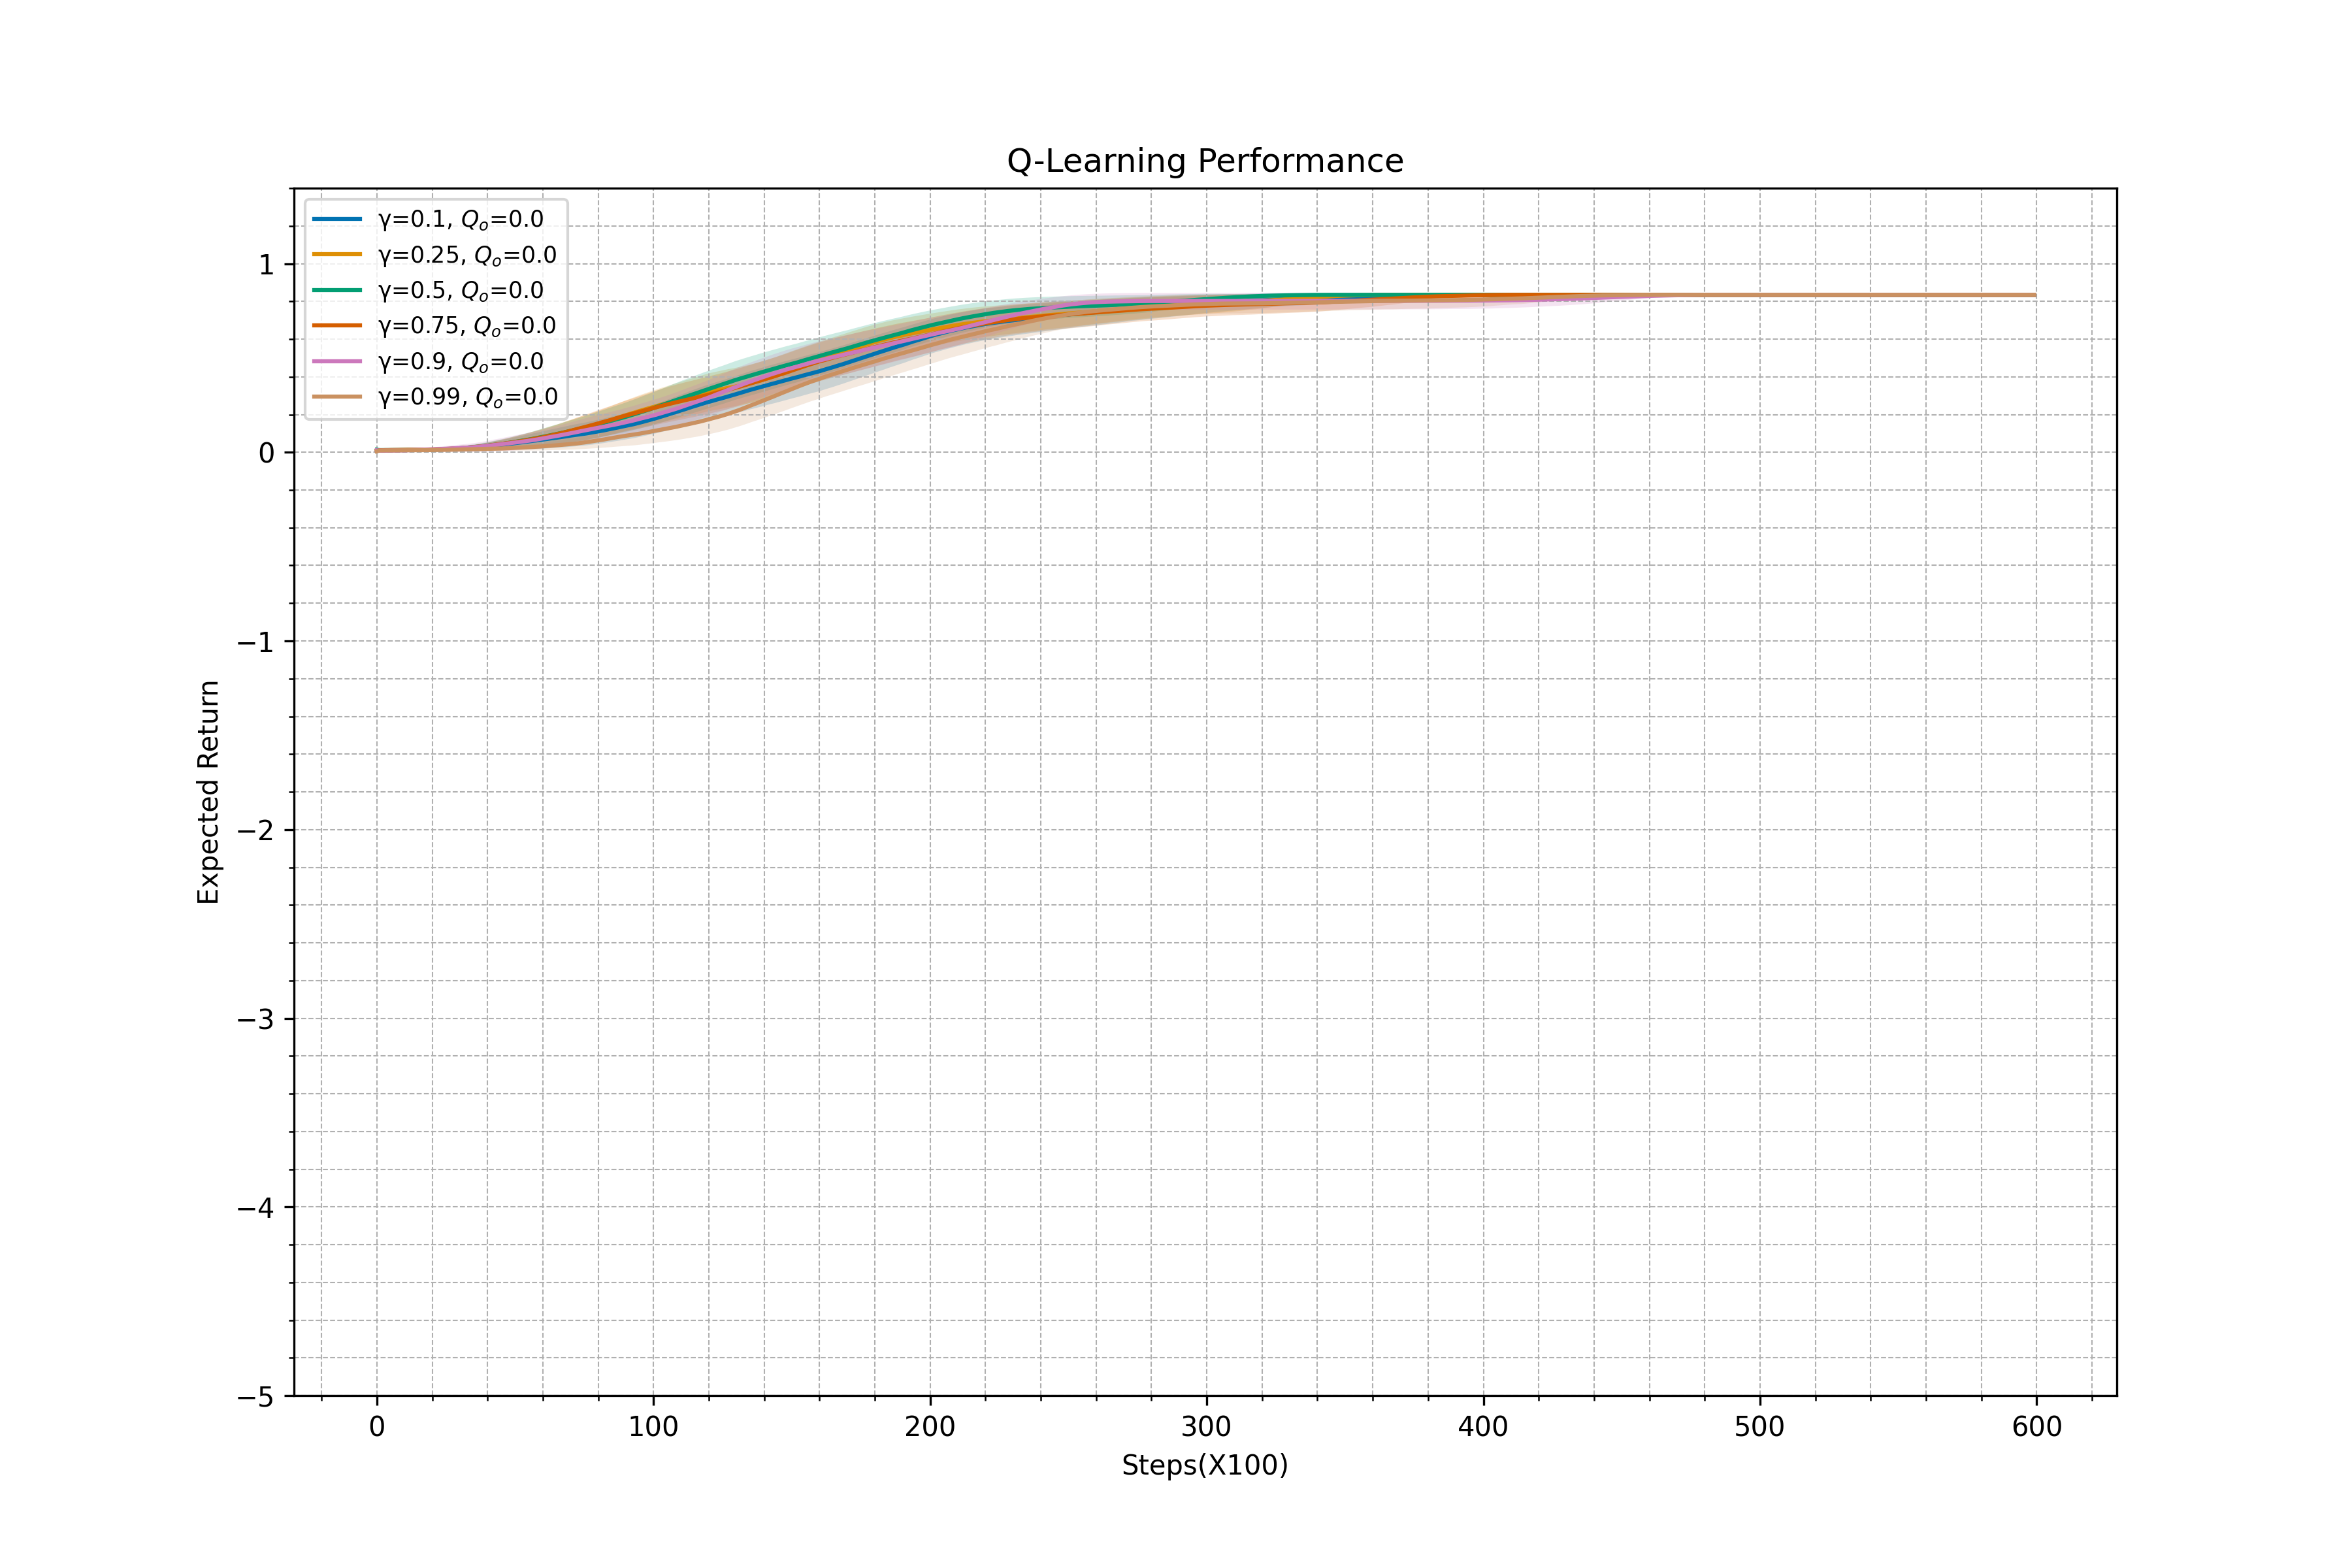 Q-Learning Performance
γ=0.1, Qₒ=0.0
γ=0.25, Qₒ=0.0
γ=0.5, Qₒ=0.0
γ=0.75, Qₒ=0.0
γ=0.9, Qₒ=0.0
γ=0.99, Qₒ=0.0
1
0
−1
−2
−3
−4
−5
Expected Return
0 100 200 300 400 500 600
Steps(X100)